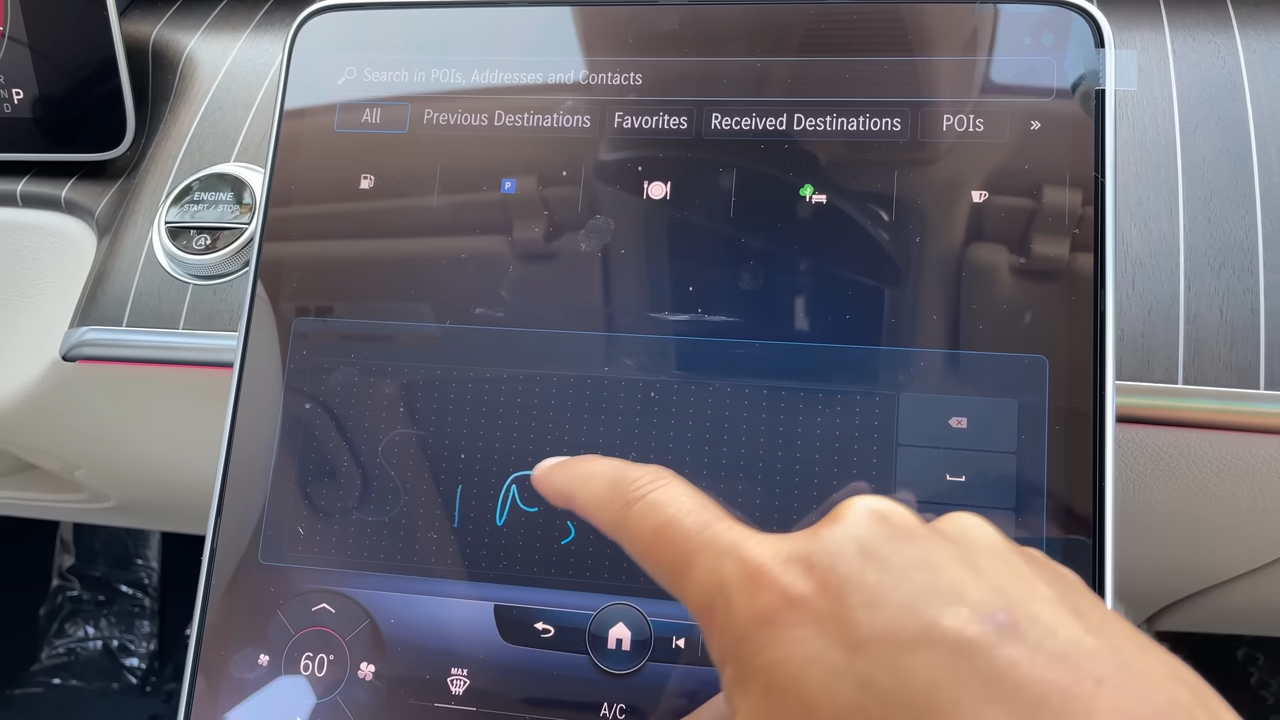 R
N P
D
ENGINE
START / STOP
A
Search in POIs, Addresses and Contacts
All Previous Destinations Favorites Received Destinations POIs »
P
60°
MAX
A/C